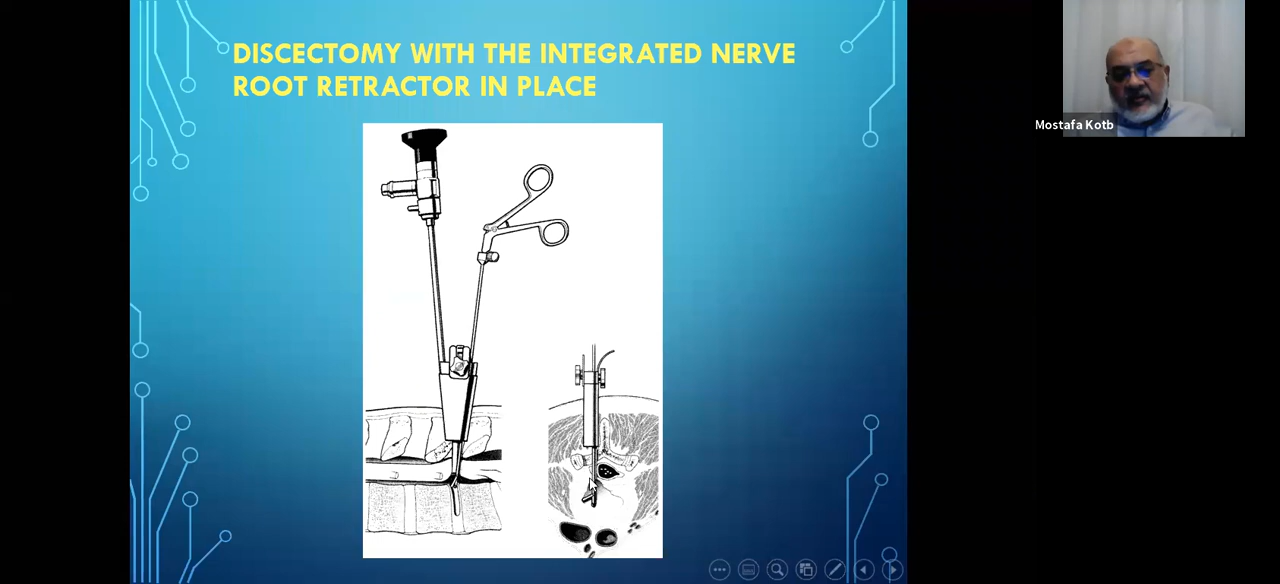 DISCECTOMY WITH THE INTEGRATED NERVE
ROOT RETRACTOR IN PLACE
Mostafa Kotb